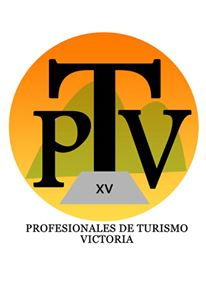 PTV
XV
PROFESIONALES DE TURISMO
VICTORIA